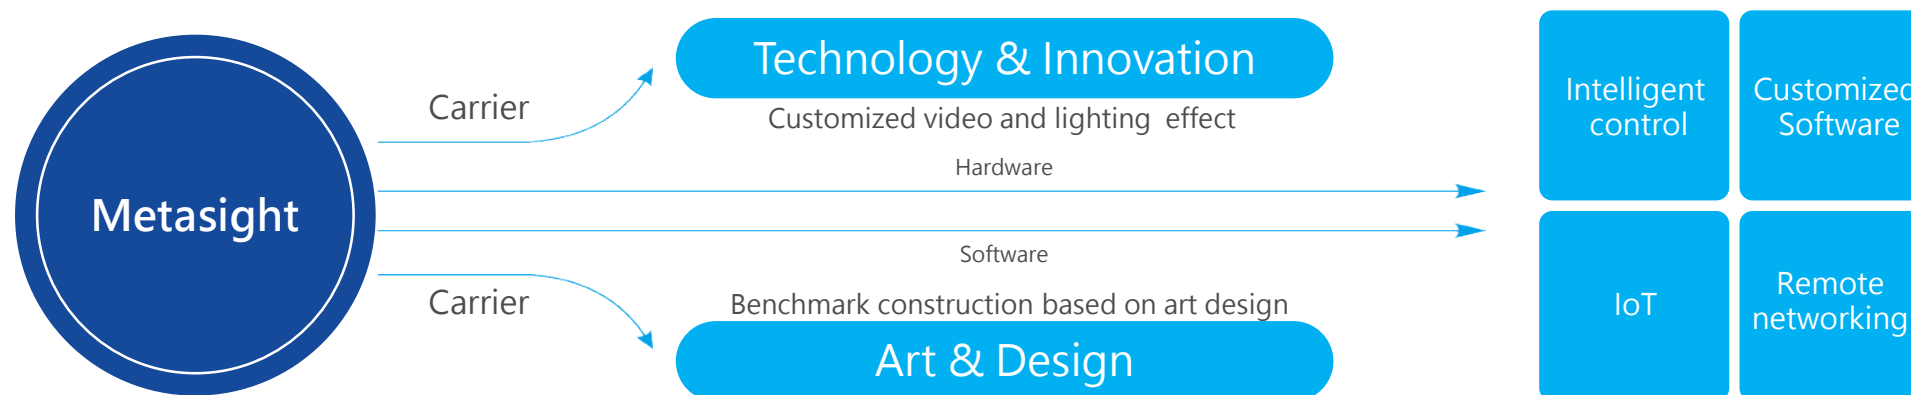 Metasight
Carrier
Technology & Innovation
Customized video and lighting effect
Hardware
Software
Carrier
Benchmark construction based on art design
Art & Design
Intelligent
control
Customized
Software
IoT
Remote
networking